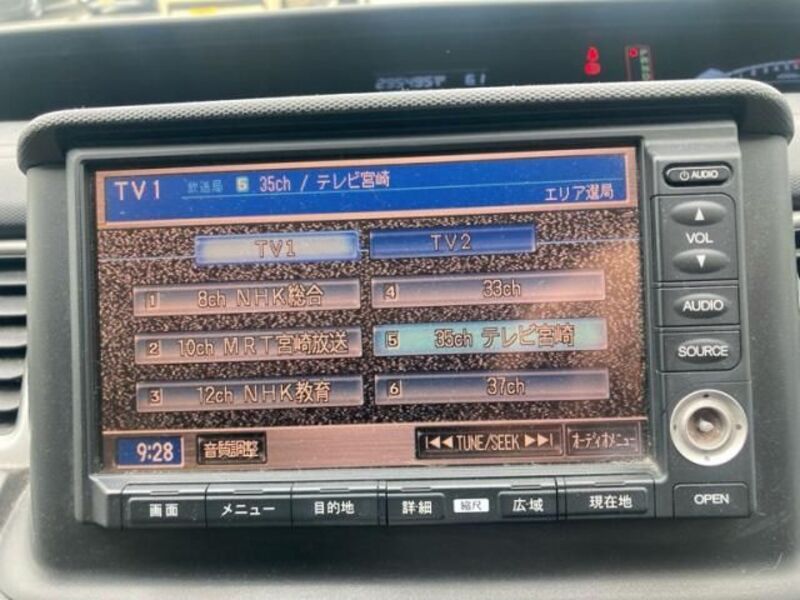 TV1 放送局 5 35ch / テレビ宮崎
エリア選局
TV1 TV2
1 8ch NHK総合
2 10ch MRT宮崎放送
3 12ch NHK教育
4 33ch
5 35ch テレビ宮崎
6 37ch
9:28 音質調整 TUNE/SEEK オーディオメニュー
画面 メニュー 目的地 詳細 縮尺 広域 現在地
AUDIO
VOL
AUDIO
SOURCE
OPEN